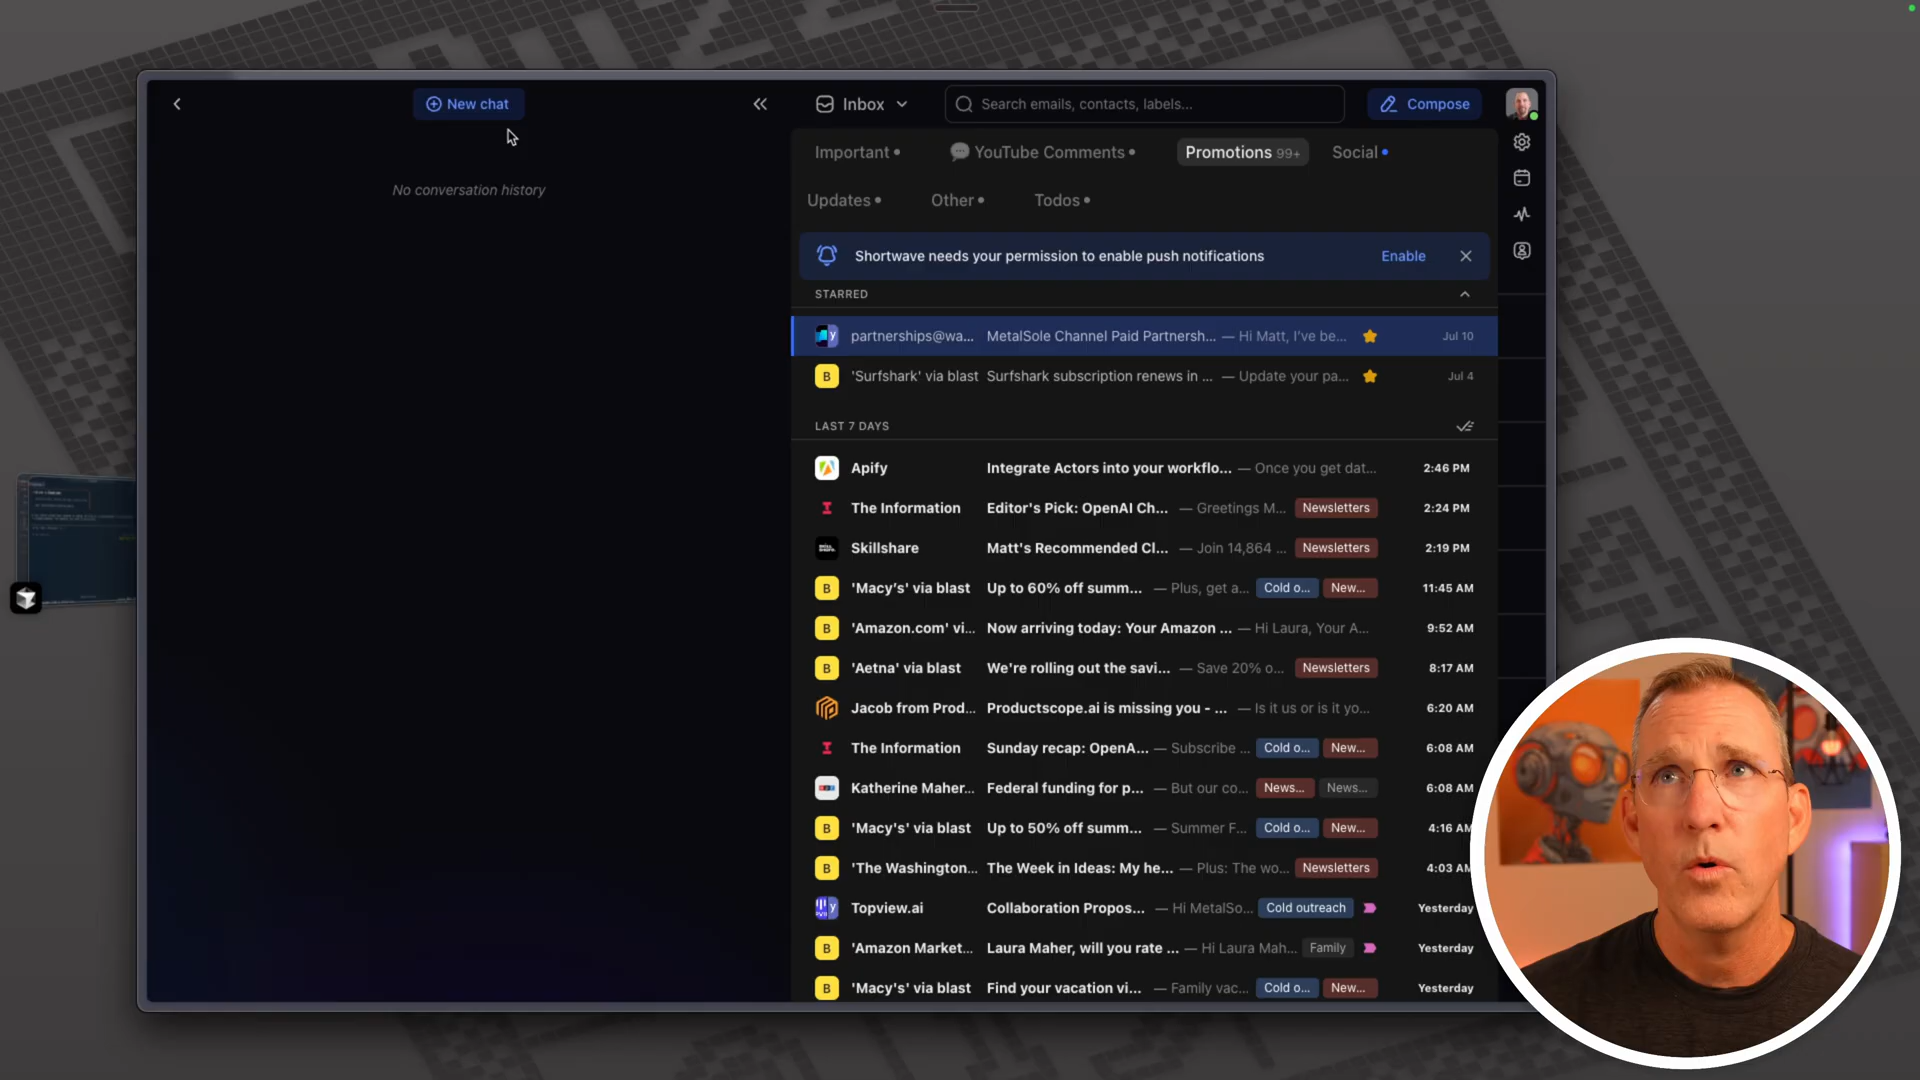 New chat
No conversation history
Inbox
Search emails, contacts, labels...
Compose
Important
YouTube Comments
Promotions 99+
Social
Updates
Other
Todos
Shortwave needs your permission to enable push notifications
Enable
STARRED
partnerships@wa... MetalSole Channel Paid Partnersh... — Hi Matt, I've be... Jul 10
B 'Surfshark' via blast Surfshark subscription renews in ... — Update your pa... Jul 4
LAST 7 DAYS
Apify Integrate Actors into your workflo... — Once you get dat... 2:46 PM
The Information Editor's Pick: OpenAI Ch... — Greetings M... Newsletters 2:24 PM
Skillshare Matt's Recommended Cl... — Join 14,864 ... Newsletters 2:19 PM
B 'Macy's' via blast Up to 60% off summ... — Plus, get a... Cold o... New... 11:45 AM
B 'Amazon.com' vi... Now arriving today: Your Amazon ... — Hi Laura, Your A... 9:52 AM
B 'Aetna' via blast We're rolling out the savi... — Save 20% o... Newsletters 8:17 AM
Jacob from Prod... Productscope.ai is missing you - ... — Is it us or is it yo... 6:20 AM
The Information Sunday recap: OpenA... — Subscribe ... Cold o... New... 6:08 AM
Katherine Maher... Federal funding for p... — But our co... News... News... 6:08 AM
B 'Macy's' via blast Up to 50% off summ... — Summer F... Cold o... New... 4:16 AM
B 'The Washington... The Week in Ideas: My he... — Plus: The wo... Newsletters 4:03 AM
Topview.ai Collaboration Propos... — Hi MetalSo... Cold outreach Yesterday
B 'Amazon Market... Laura Maher, will you rate ... — Hi Laura Mah... Family Yesterday
B 'Macy's' via blast Find your vacation vi... — Family vac... Cold o... New... Yesterday